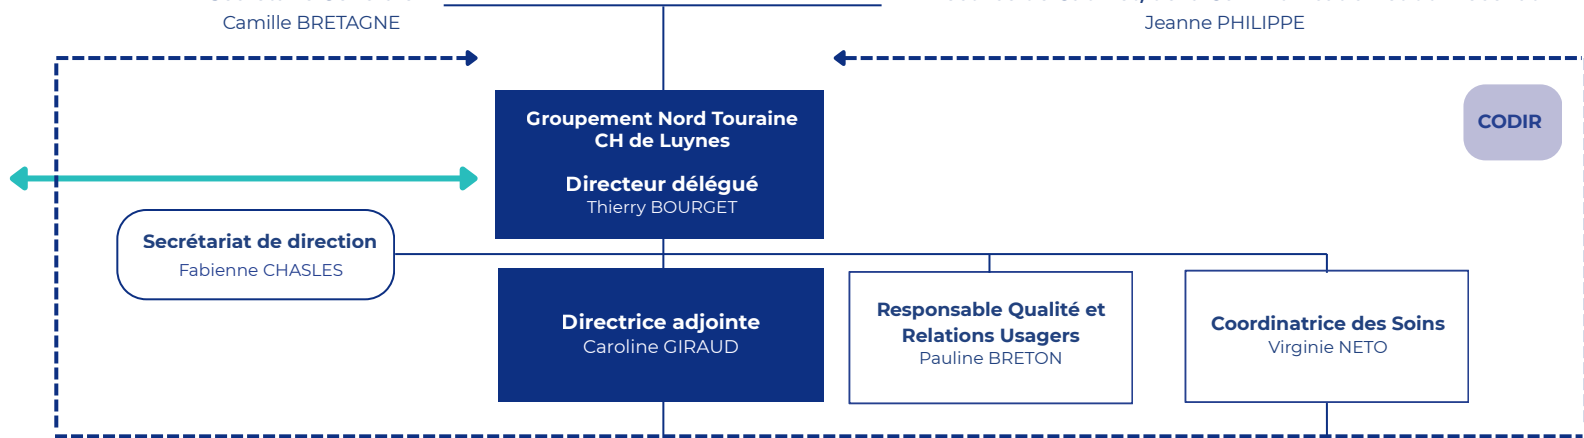 Camille BRETAGNE
Jeanne PHILIPPE
CODIR
Groupement Nord Touraine
CH de Luynes
Directeur délégué
Thierry BOURGET
Secrétariat de direction
Fabienne CHASLES
Directrice adjointe
Caroline GIRAUD
Responsable Qualité et
Relations Usagers
Pauline BRETON
Coordinatrice des Soins
Virginie NETO